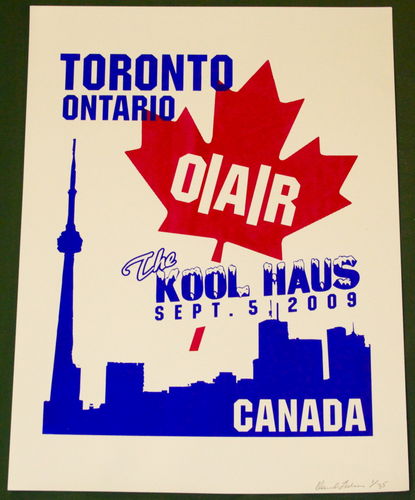 TORONTO
ONTARIO
O|A|R
The
KOOL HAUS
SEPT. 5, 2009
CANADA